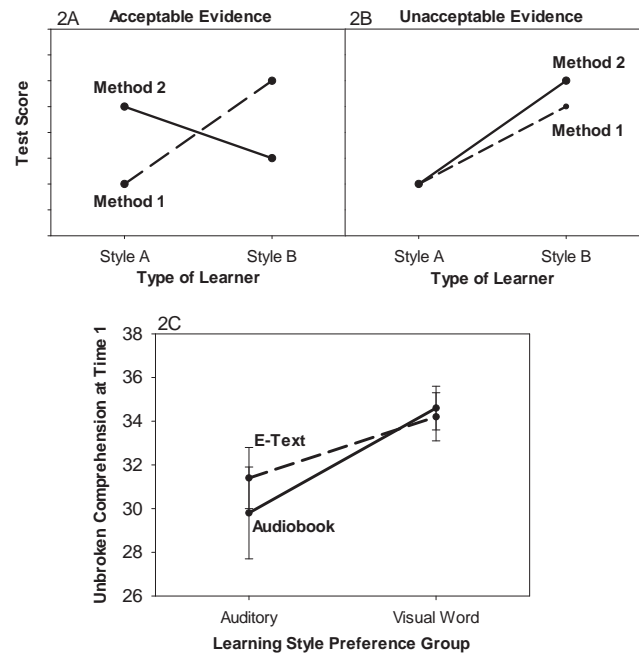 2A Acceptable Evidence
2B Unacceptable Evidence
Test Score
Method 2
Method 1
Method 2
Method 1
Style A Style B
Style A Style B
Type of Learner
Type of Learner
2C
Unbroken Comprehension at Time 1
38
36
34
32
30
28
26
E-Text
Audiobook
Auditory Visual Word
Learning Style Preference Group